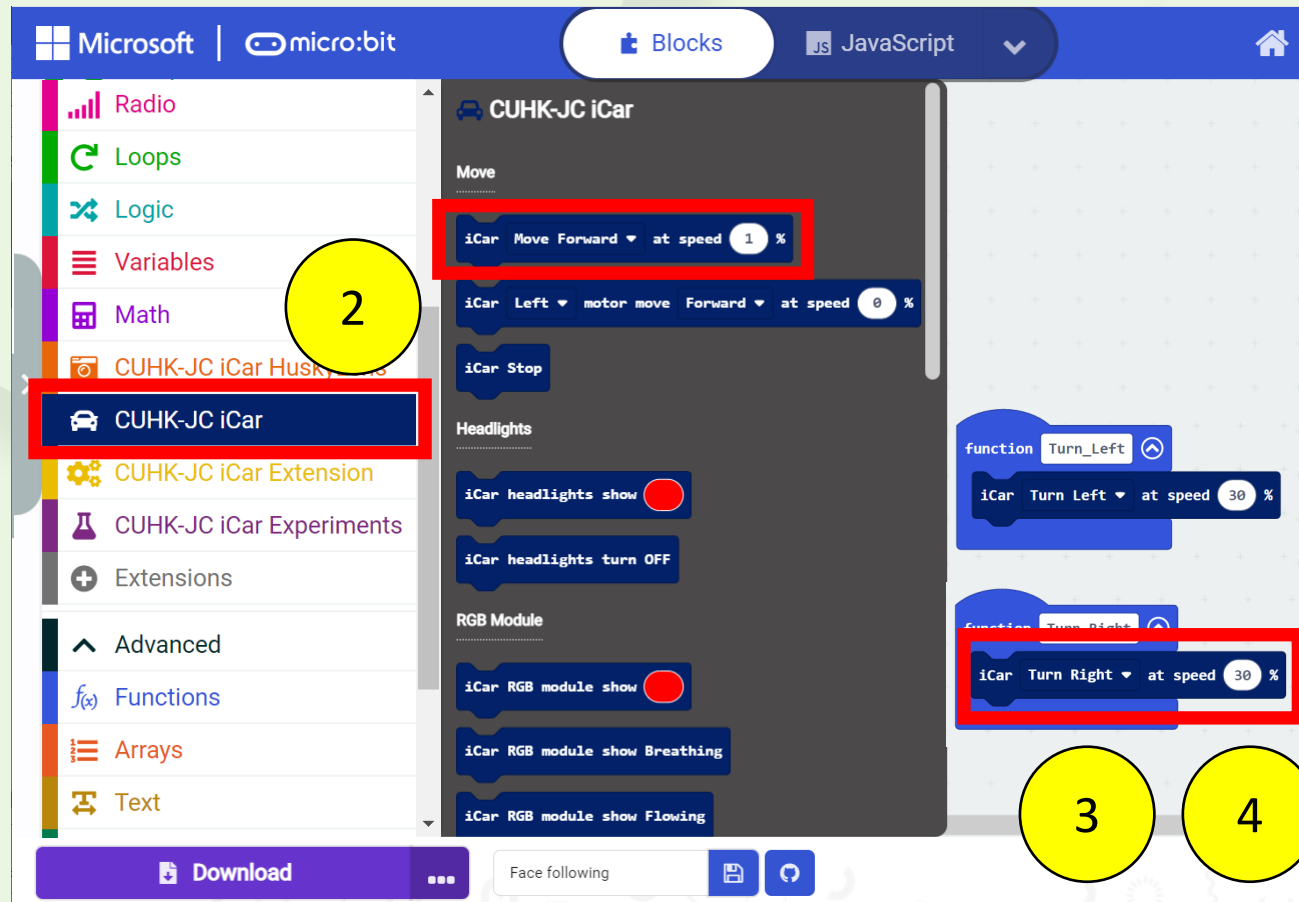 Microsoft micro:bit Blocks JS JavaScript
Radio
Loops
Logic
Variables
Math
CUHK-JC iCar
CUHK-JC iCar Extension
CUHK-JC iCar Experiments
Extensions
Advanced
f(x) Functions
Arrays
Text
Download
2
CUHK-JC iCar
Move
iCar Move Forward at speed 1 %
iCar Left motor move Forward at speed 0 %
iCar Stop
Headlights
iCar headlights show
iCar headlights turn OFF
RGB Module
iCar RGB module show
iCar RGB module show Breathing
iCar RGB module show Flowing
Face following
function Turn_Left
iCar Turn Left at speed 30 %
function Turn_Right
iCar Turn Right at speed 30 %
3
4